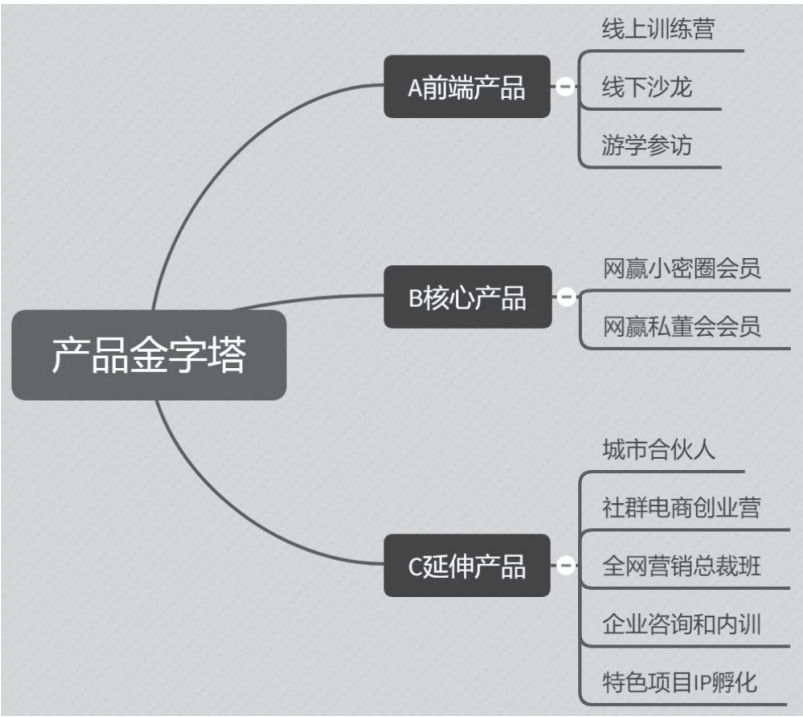 产品金字塔
A前端产品
线上训练营
线下沙龙
游学参访
B核心产品
网赢小密圈会员
网赢私董会会员
C延伸产品
城市合伙人
社群电商创业营
全网营销总裁班
企业咨询和内训
特色项目IP孵化